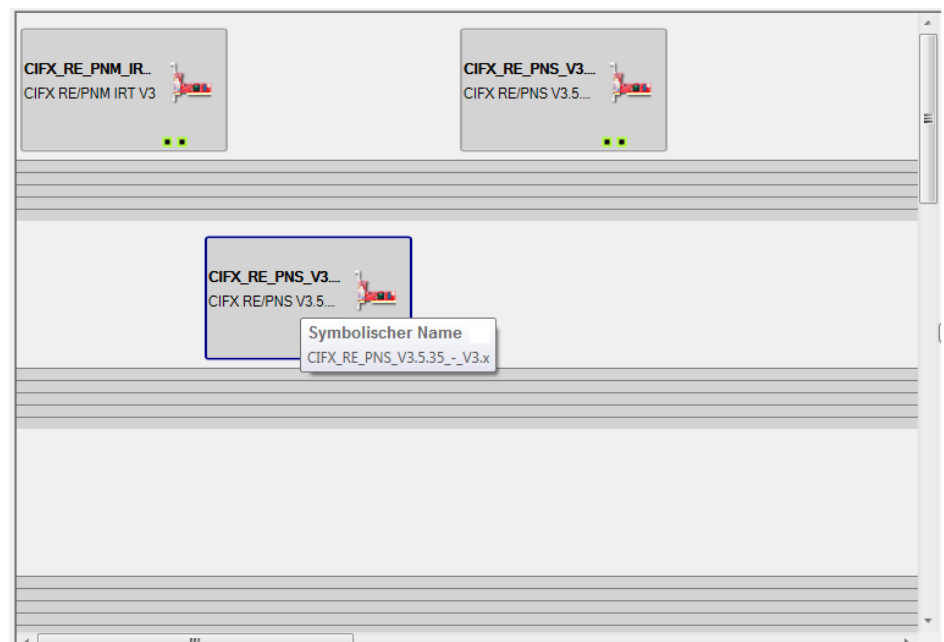 CIFX_RE_PNM_IR...
CIFX RE/PNM IRT V3
CIFX_RE_PNS_V3....
CIFX RE/PNS V3.5....
CIFX_RE_PNS_V3....
CIFX RE/PNS V3.5....
Symbolischer Name
CIFX_RE_PNS_V3.5.35_-_V3.x